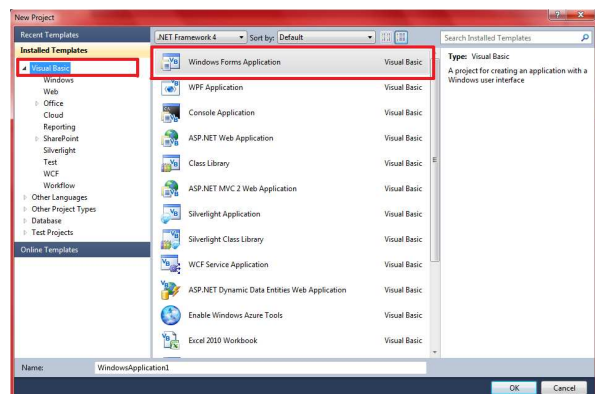 New Project
Recent Templates
.NET Framework 4
Sort by: Default
Search Installed Templates
Installed Templates
Visual Basic
Windows
Web
Office
Cloud
Reporting
SharePoint
Silverlight
Test
WCF
Workflow
Other Languages
Other Project Types
Database
Test Projects
Online Templates
Windows Forms Application Visual Basic
WPF Application Visual Basic
Console Application Visual Basic
ASP.NET Web Application Visual Basic
Class Library Visual Basic
ASP.NET MVC 2 Web Application Visual Basic
Silverlight Application Visual Basic
Silverlight Class Library Visual Basic
WCF Service Application Visual Basic
ASP.NET Dynamic Data Entities Web Application Visual Basic
Enable Windows Azure Tools Visual Basic
Excel 2010 Workbook Visual Basic
Type: Visual Basic
A project for creating an application with a
Windows user interface
Name: WindowsApplication1
OK Cancel